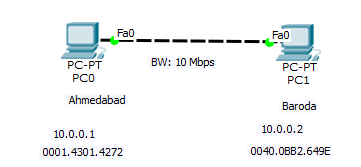 Fa0
Fa0
PC-PT
PC0
BW: 10 Mbps
PC-PT
PC1
Ahmedabad
Baroda
10.0.0.1
10.0.0.2
0001.4301.4272
0040.0BB2.649E